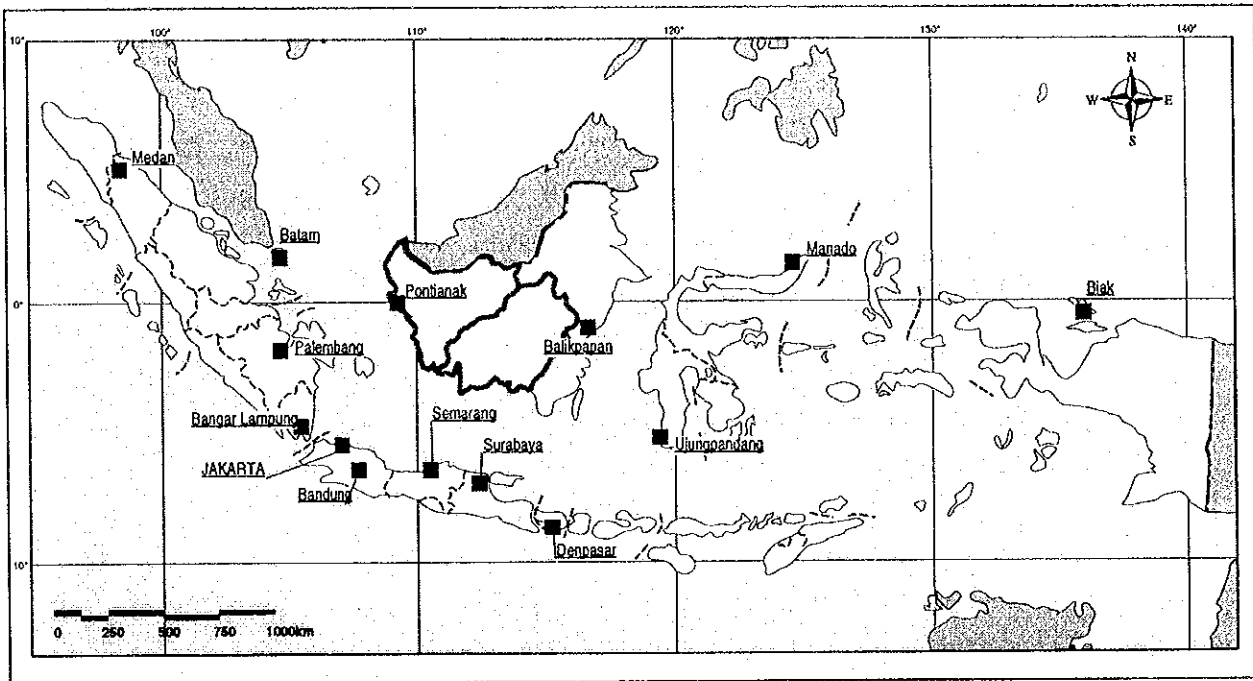 100° 110° 120° 130° 140°
10°
N
W E
S
Medan
Batam
Manado
Pontianak
Biak
0°
Balikpapan
Palembang
Bangar Lampung
Semarang
Surabaya
Ujungpandang
JAKARTA
Bandung
Denpasar
10°
0 250 500 750 1000km